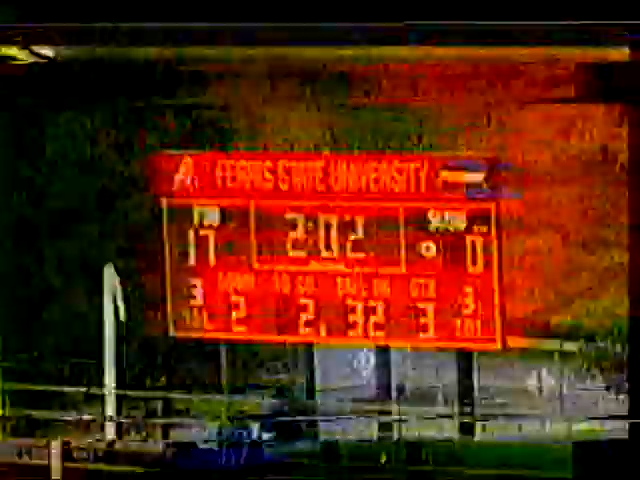 FERRIS STATE UNIVERSITY
17 2:02 0
DOWN TO GO BALL ON QTR
3 2 2 32 3 3